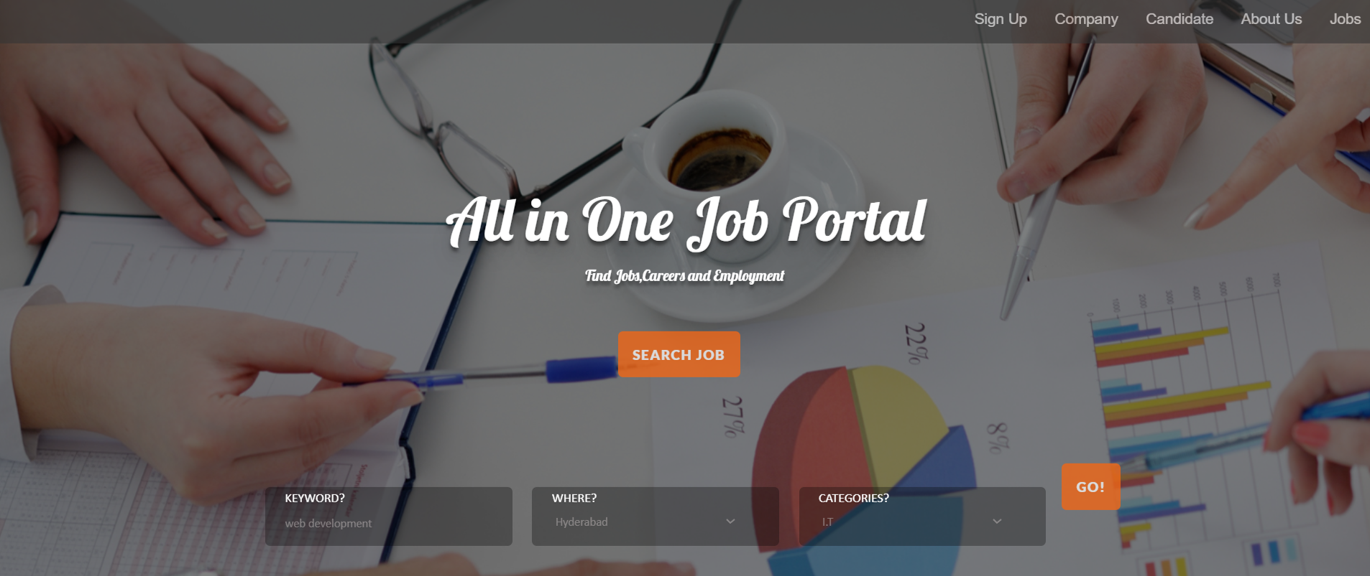 Sign Up Company Candidate About Us Jobs
All in One Job Portal
Find Jobs,Careers and Employment
SEARCH JOB
22%
27%
8%
KEYWORD?
web development
WHERE?
Hyderabad
CATEGORIES?
I.T
GO!